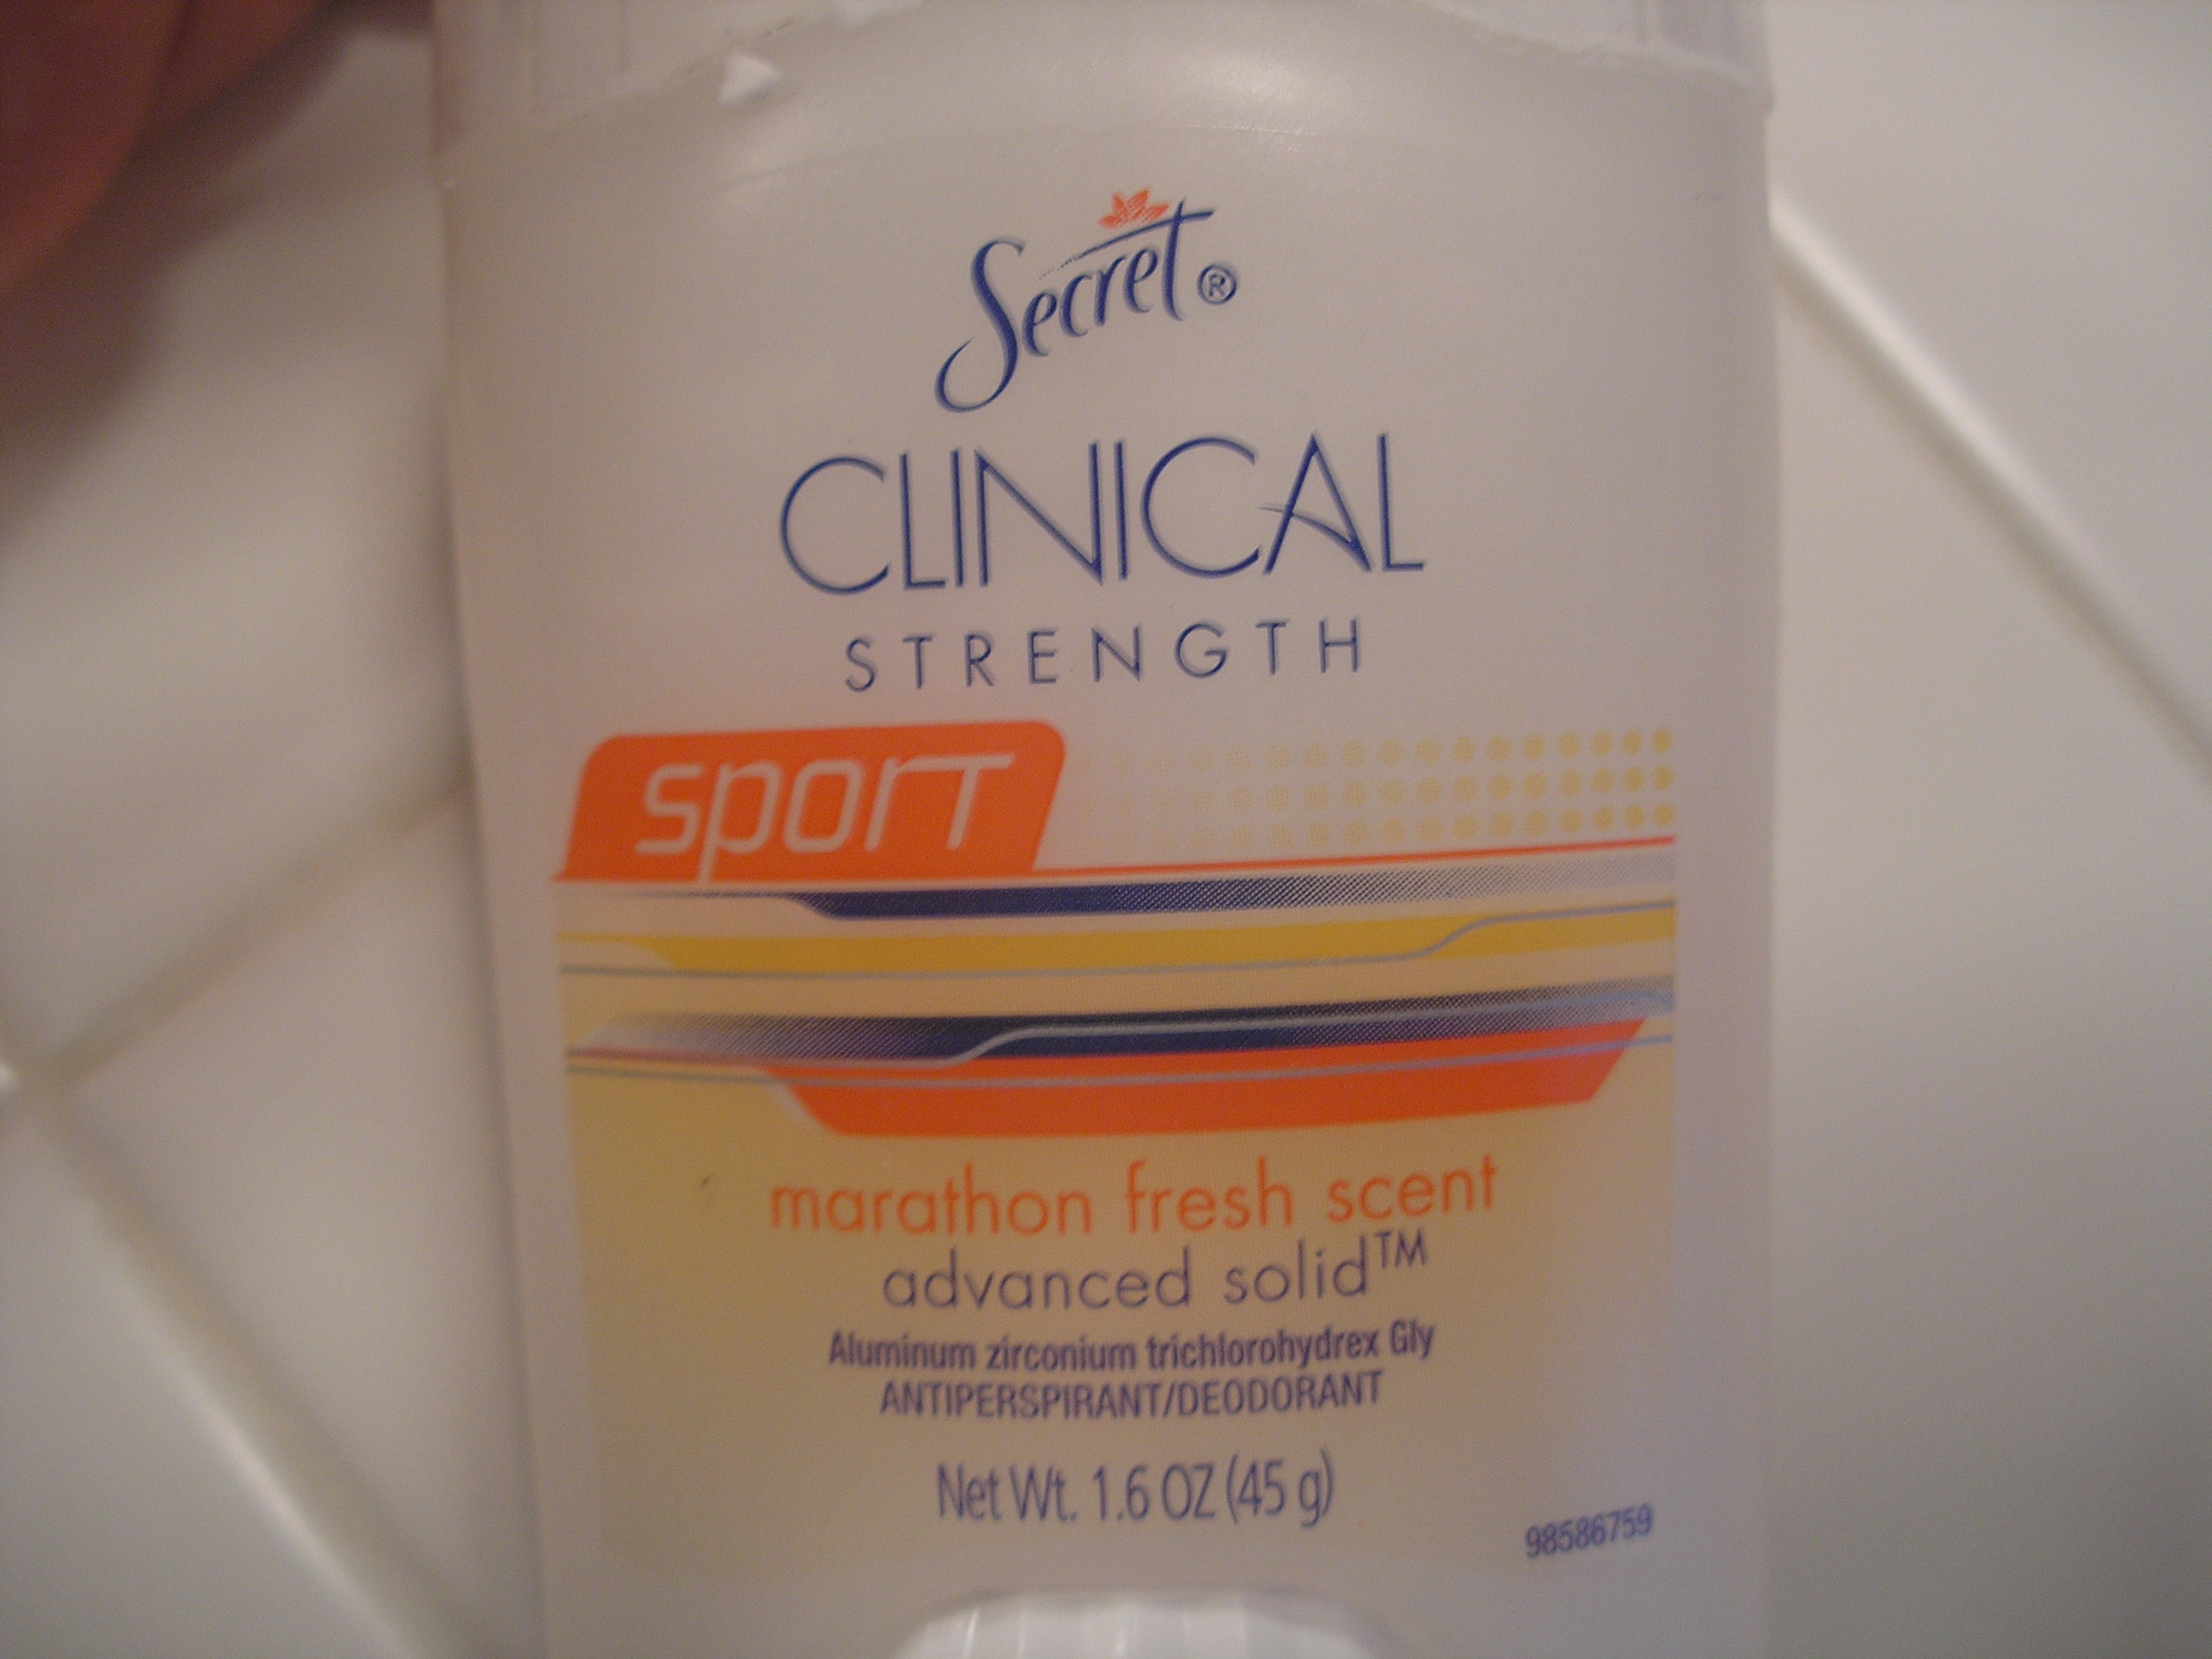 Secret®
CLINICAL
STRENGTH
sport
marathon fresh scent
advanced solid™
Aluminum zirconium trichlorohydrex Gly
ANTIPERSPIRANT/DEODORANT
Net Wt. 1.6 OZ (45 g)
98586759